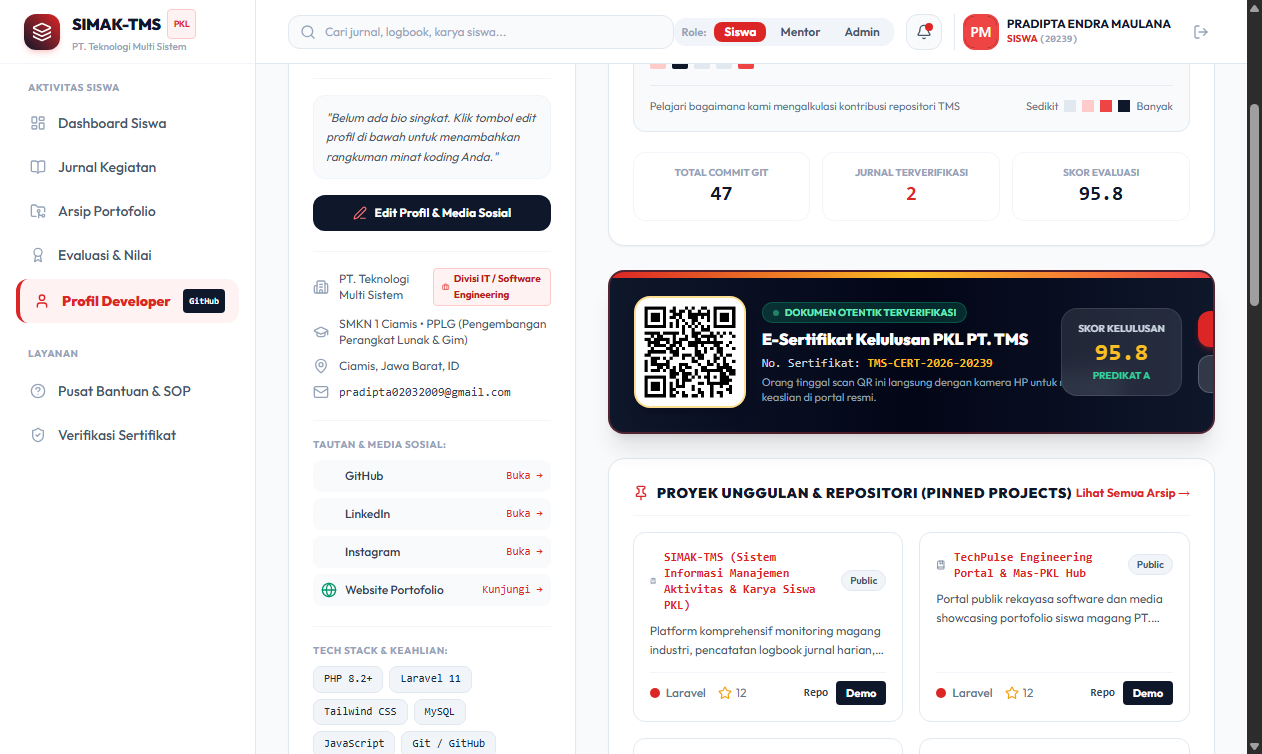 SIMAK-TMS PKL
PT. Teknologi Multi Sistem
Cari jurnal, logbook, karya siswa...
Role: Siswa Mentor Admin
PM
PRADIPTA ENDRA MAULANA
SISWA (20239)
AKTIVITAS SISWA
Dashboard Siswa
Jurnal Kegiatan
Arsip Portofolio
Evaluasi & Nilai
Profil Developer GitHub
LAYANAN
Pusat Bantuan & SOP
Verifikasi Sertifikat
"Belum ada bio singkat. Klik tombol edit
profil di bawah untuk menambahkan
rangkuman minat koding Anda."
Edit Profil & Media Sosial
PT. Teknologi
Multi Sistem
Divisi IT / Software
Engineering
SMKN 1 Ciamis • PPLG (Pengembangan
Perangkat Lunak & Gim)
Ciamis, Jawa Barat, ID
pradipta02032009@gmail.com
TAUTAN & MEDIA SOSIAL:
GitHub Buka →
LinkedIn Buka →
Instagram Buka →
Website Portofolio Kunjungi →
TECH STACK & KEAHLIAN:
PHP 8.2+ Laravel 11
Tailwind CSS MySQL
JavaScript Git / GitHub
Pelajari bagaimana kami mengalkulasi kontribusi repositori TMS
Sedikit Banyak
TOTAL COMMIT GIT
47
JURNAL TERVERIFIKASI
2
SKOR EVALUASI
95.8
DOKUMEN OTENTIK TERVERIFIKASI
E-Sertifikat Kelulusan PKL PT. TMS
No. Sertifikat: TMS-CERT-2026-20239
Orang tinggal scan QR ini langsung dengan kamera HP untuk
keaslian di portal resmi.
SKOR KELULUSAN
95.8
PREDIKAT A
PROYEK UNGGULAN & REPOSITORI (PINNED PROJECTS) Lihat Semua Arsip →
SIMAK-TMS (Sistem
Informasi Manajemen
Aktivitas & Karya Siswa
PKL)
Public
Platform komprehensif monitoring magang
industri, pencatatan logbook jurnal harian,...
Laravel 12 Repo Demo
TechPulse Engineering
Portal & Mas-PKL Hub
Public
Portal publik rekayasa software dan media
showcasing portofolio siswa magang PT....
Laravel 12 Repo Demo